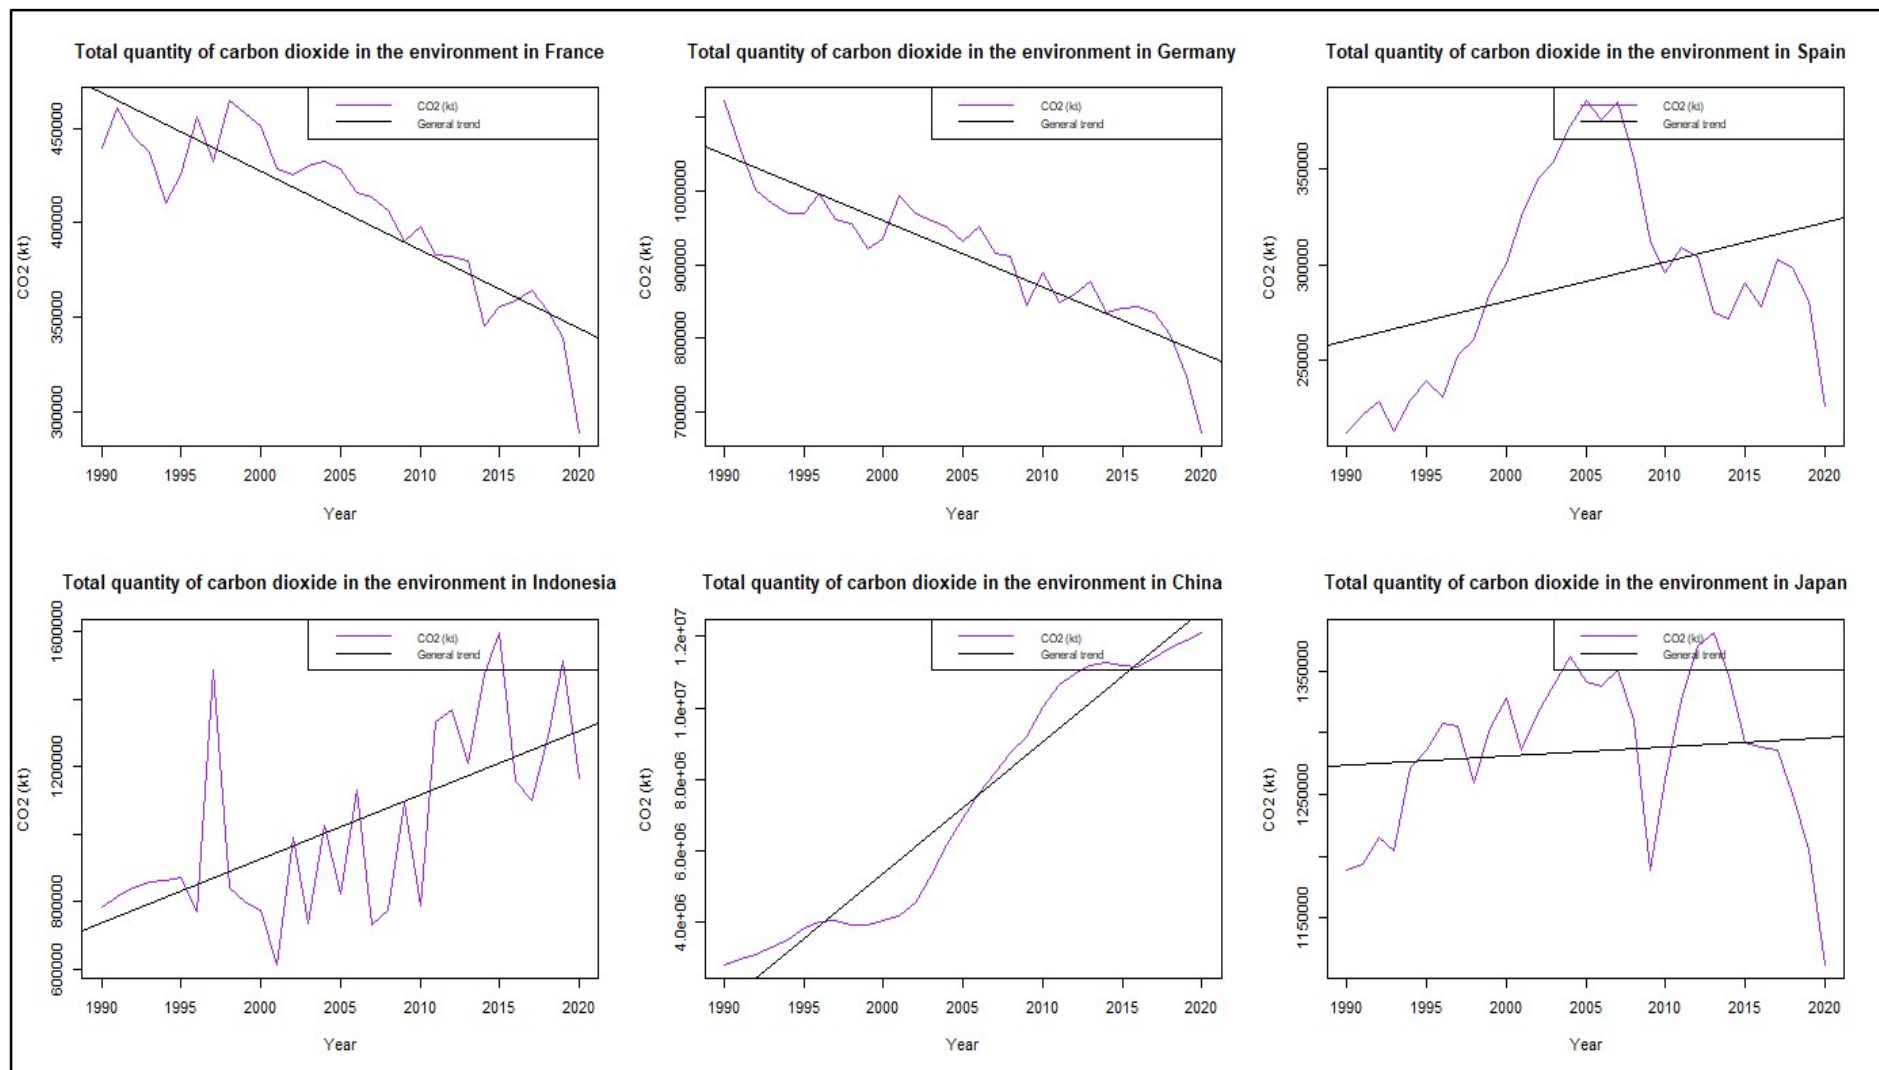 Total quantity of carbon dioxide in the environment in France
CO2 (kt)
General trend
450000
400000
350000
300000
CO2 (kt)
1990 1995 2000 2005 2010 2015 2020
Year
Total quantity of carbon dioxide in the environment in Germany
CO2 (kt)
General trend
1000000
900000
800000
700000
CO2 (kt)
1990 1995 2000 2005 2010 2015 2020
Year
Total quantity of carbon dioxide in the environment in Spain
CO2 (kt)
General trend
350000
300000
250000
CO2 (kt)
1990 1995 2000 2005 2010 2015 2020
Year
Total quantity of carbon dioxide in the environment in Indonesia
CO2 (kt)
General trend
1600000
1200000
800000
600000
CO2 (kt)
1990 1995 2000 2005 2010 2015 2020
Year
Total quantity of carbon dioxide in the environment in China
CO2 (kt)
General trend
1.2e+07
1.0e+07
8.0e+06
6.0e+06
4.0e+06
CO2 (kt)
1990 1995 2000 2005 2010 2015 2020
Year
Total quantity of carbon dioxide in the environment in Japan
CO2 (kt)
General trend
1350000
1250000
1150000
CO2 (kt)
1990 1995 2000 2005 2010 2015 2020
Year